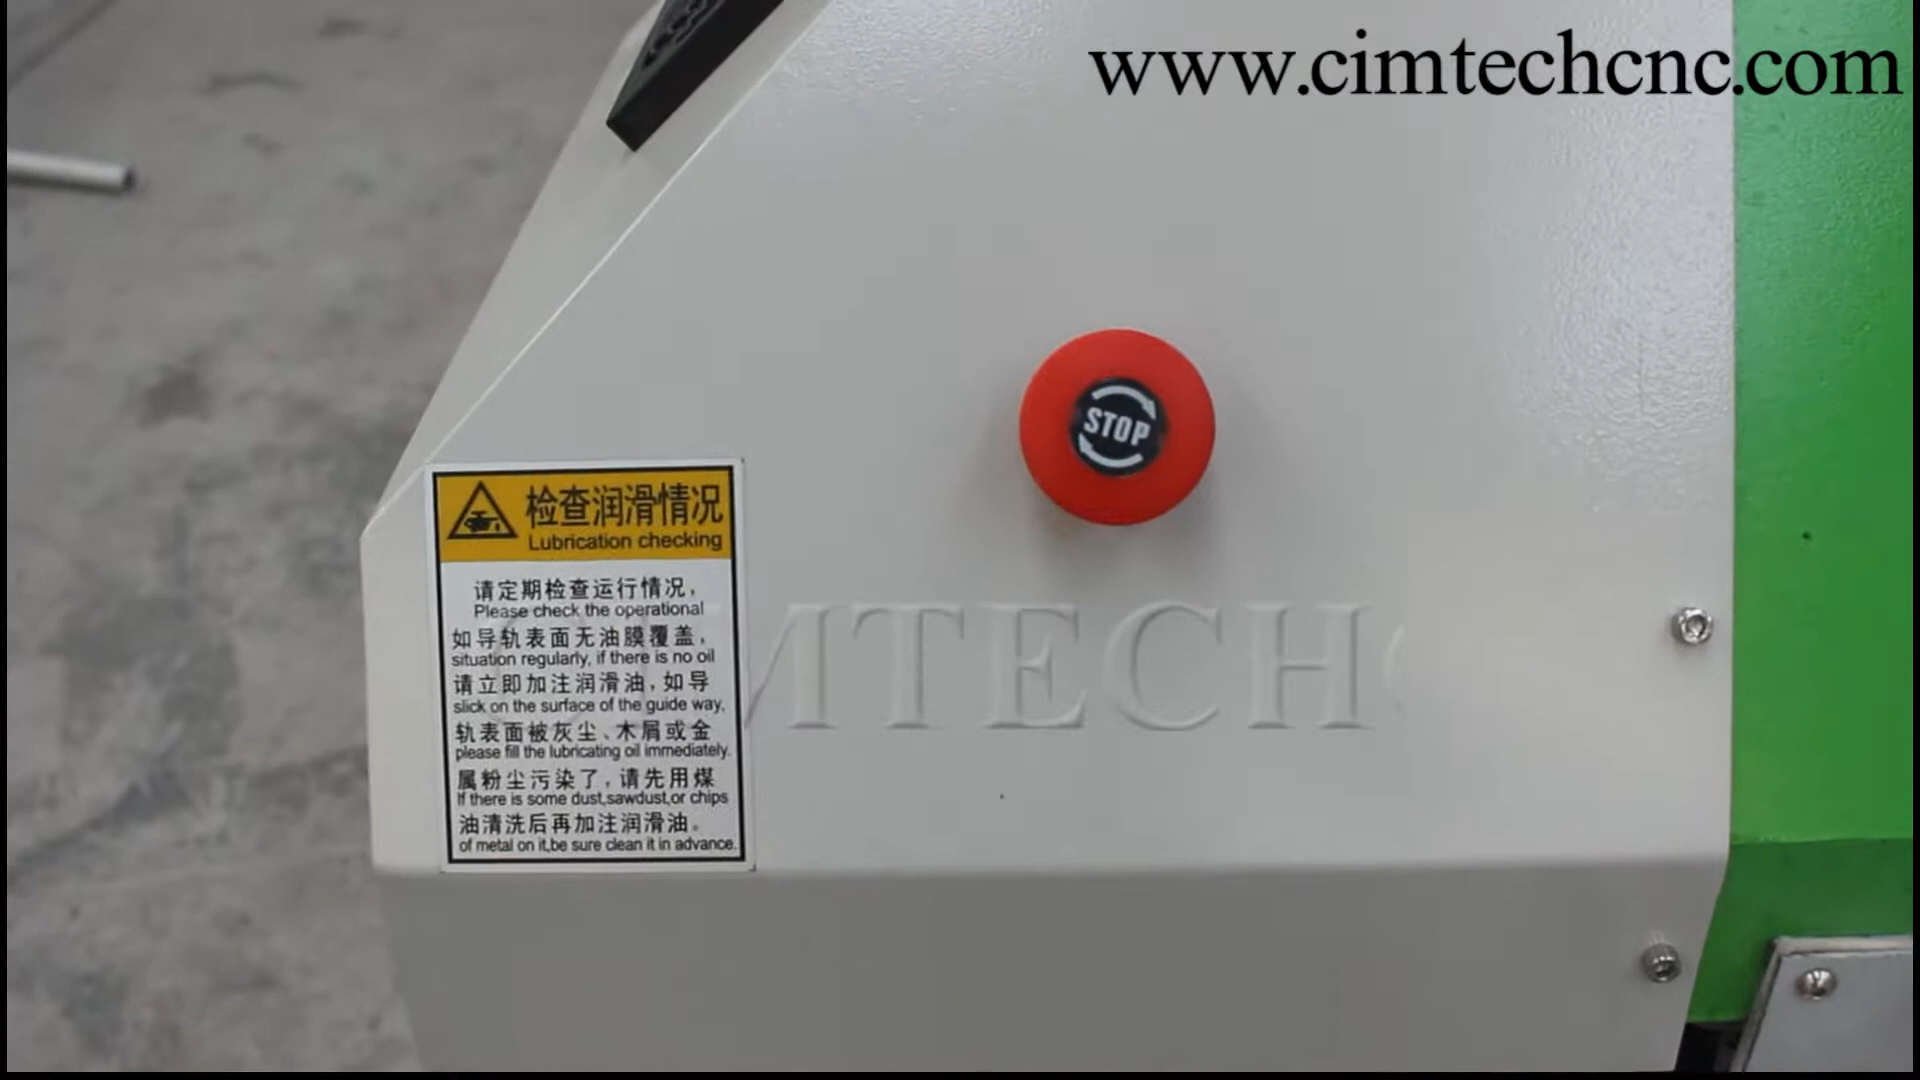 www.cimtechcnc.com
STOP
检查润滑情况
Lubrication checking
请定期检查运行情况，
Please check the operational
如导轨表面无油膜覆盖，
situation regularly, if there is no oil
请立即加注润滑油，如导
slick on the surface of the guide way,
轨表面被灰尘、木屑或金
please fill the lubricating oil immediately.
属粉尘污染了，请先用煤
If there is some dust,sawdust,or chips
油清洗后再加注润滑油。
of metal on it,be sure clean it in advance.
MTECH